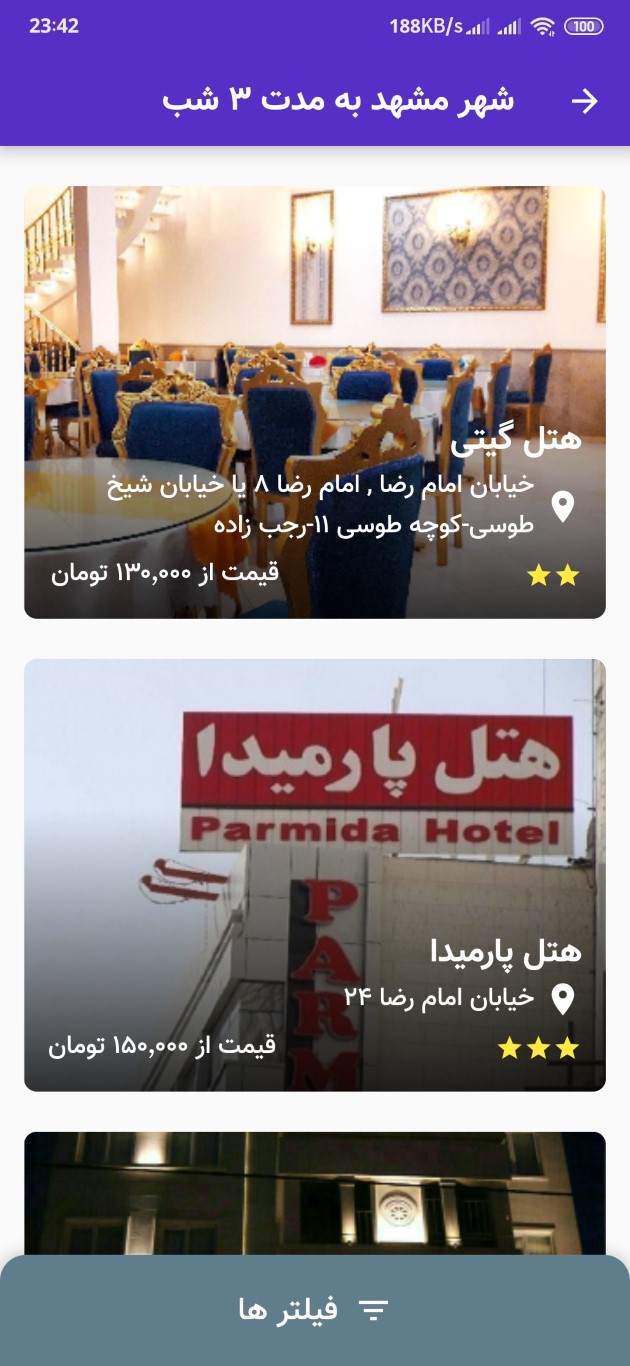 23:42
188KB/s
100
شهر مشهد به مدت ۳ شب
هتل گیتی
خیابان امام رضا , امام رضا ۸ یا خیابان شیخ
طوسی-کوچه طوسی ۱۱-رجب زاده
قیمت از ۱۳۰,۰۰۰ تومان
هتل پارمیدا
Parmida Hotel
PARM
هتل پارمیدا
خیابان امام رضا ۲۴
قیمت از ۱۵۰,۰۰۰ تومان
فیلتر ها